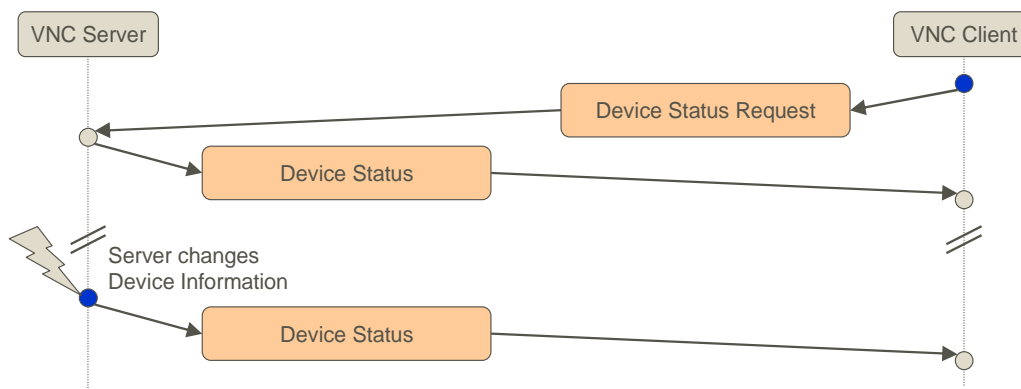 VNC Server
VNC Client
Device Status Request
Device Status
Server changes
Device Information
Device Status